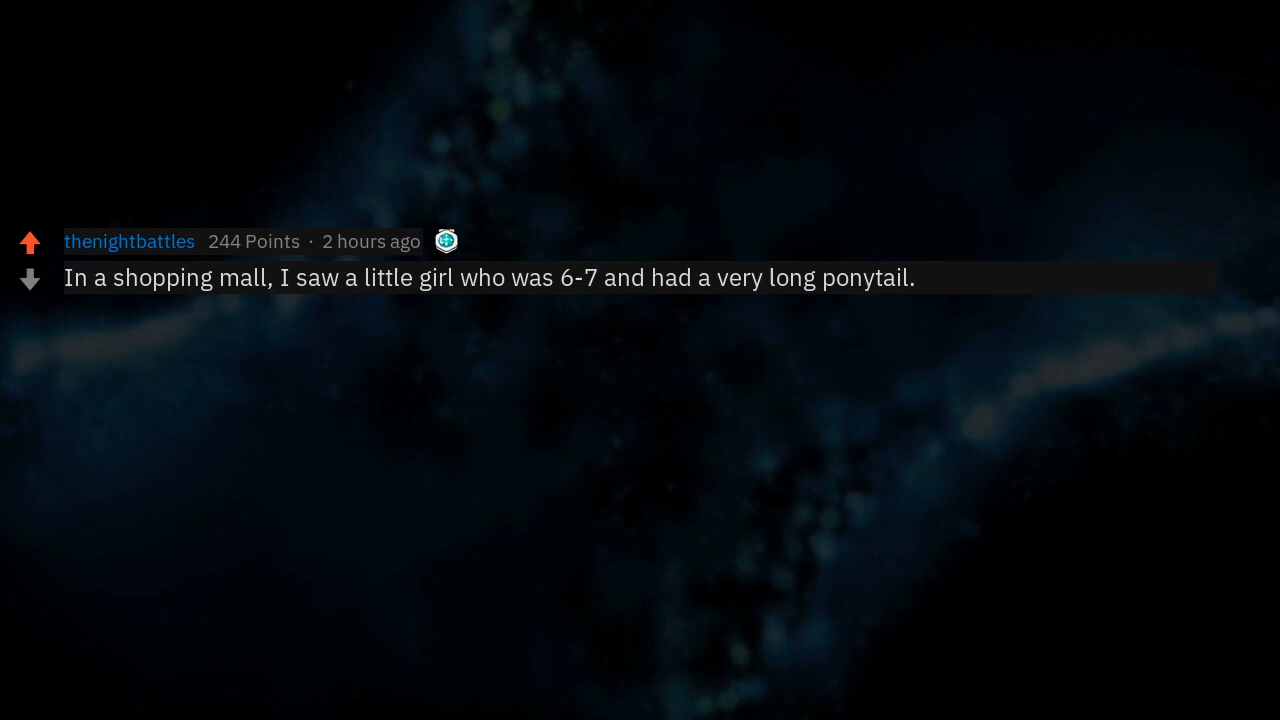 thenightbattles 244 Points · 2 hours ago
In a shopping mall, I saw a little girl who was 6-7 and had a very long ponytail.